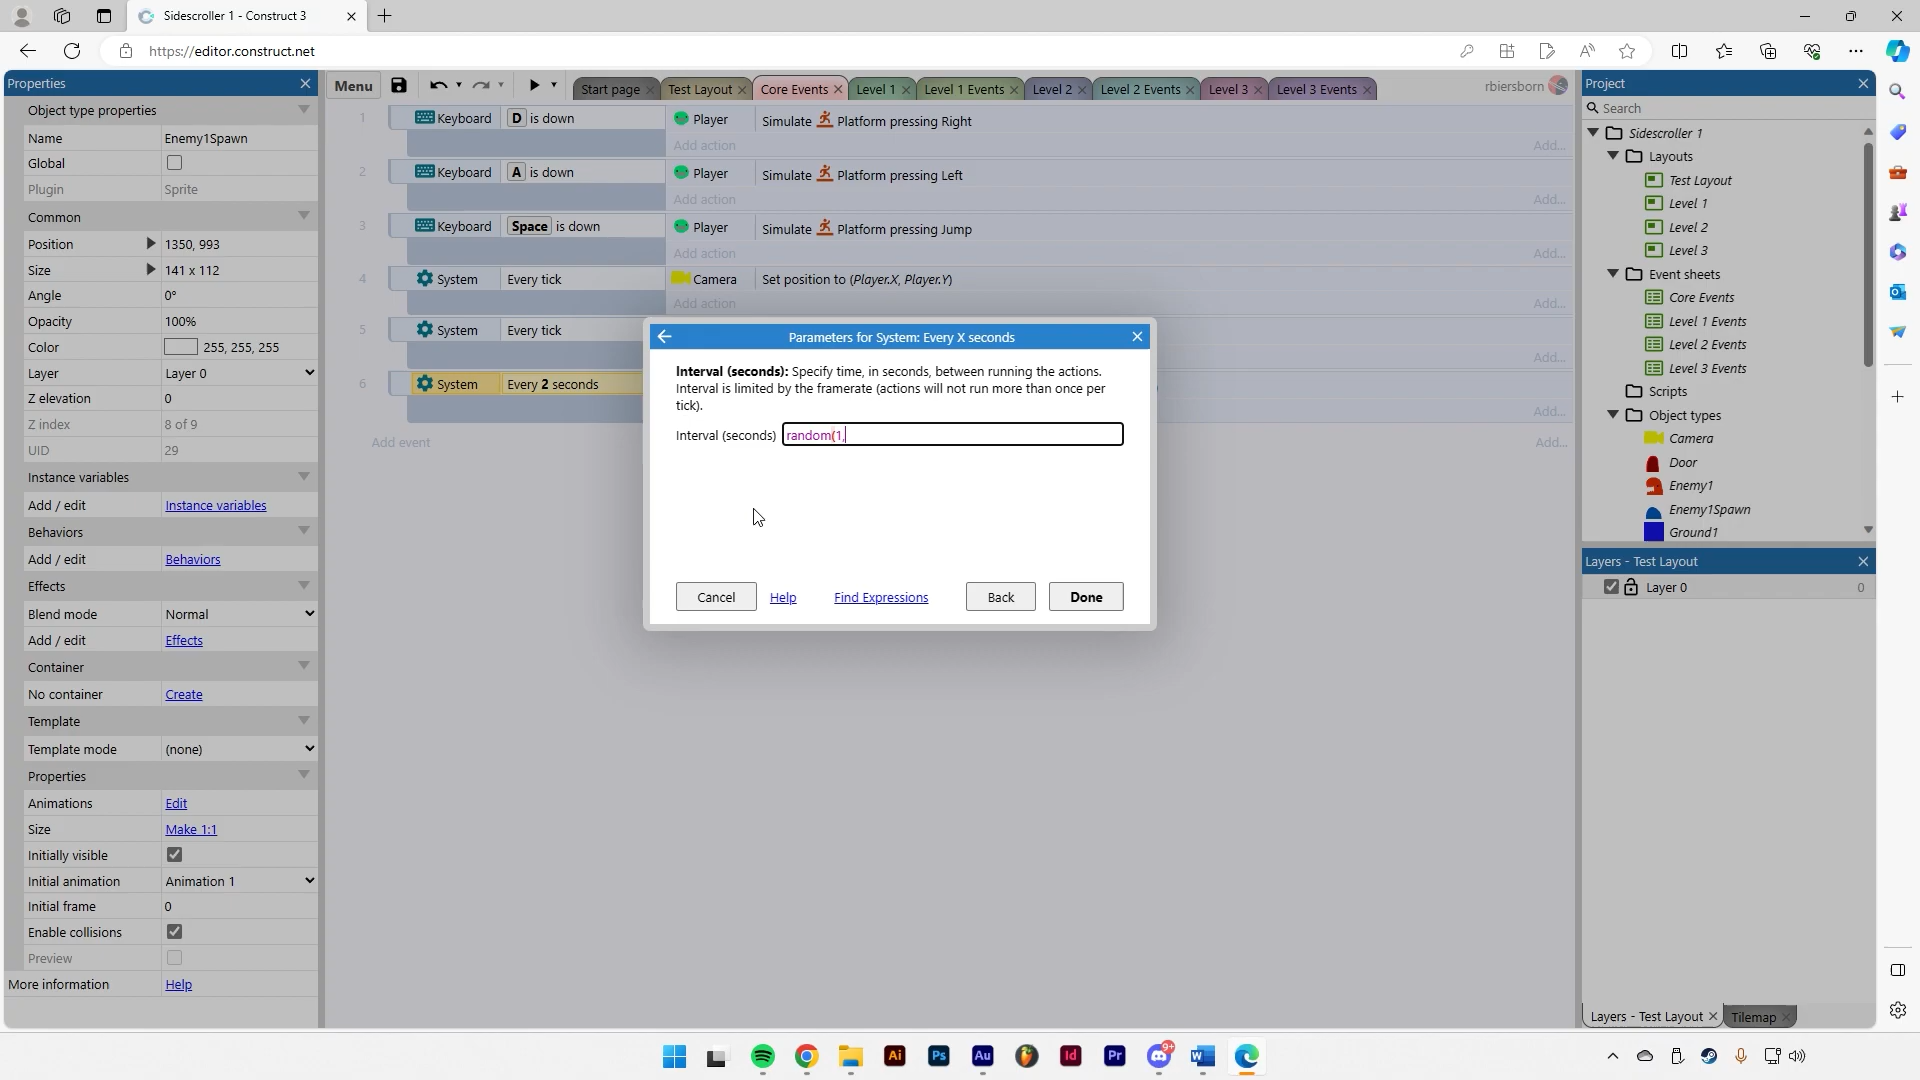 Sidescroller 1 - Construct 3
https://editor.construct.net
Properties
Object type properties
Name Enemy1Spawn
Global
Plugin Sprite
Common
Position 1350, 993
Size 141 x 112
Angle 0°
Opacity 100%
Color 255, 255, 255
Layer Layer 0
Z elevation 0
Z index 8 of 9
UID 29
Instance variables
Add / edit Instance variables
Behaviors
Add / edit Behaviors
Effects
Blend mode Normal
Add / edit Effects
Container
No container Create
Template
Template mode (none)
Properties
Animations Edit
Size Make 1:1
Initially visible
Initial animation Animation 1
Initial frame 0
Enable collisions
Preview
More information Help
Menu
Start page Test Layout Core Events Level 1 Level 1 Events Level 2 Level 2 Events Level 3 Level 3 Events
rbiersborn
1 Keyboard D is down Player Simulate Platform pressing Right
Add action Add...
2 Keyboard A is down Player Simulate Platform pressing Left
Add action Add...
3 Keyboard Space is down Player Simulate Platform pressing Jump
Add action Add...
4 System Every tick Camera Set position to (Player.X, Player.Y)
Add action Add...
5 System Every tick
Add...
6 System Every 2 seconds
Add...
Add event Add...
Parameters for System: Every X seconds
Interval (seconds): Specify time, in seconds, between running the actions.
Interval is limited by the framerate (actions will not run more than once per
tick).
Interval (seconds) random(1,
Cancel Help Find Expressions Back Done
Project
Search
Sidescroller 1
Layouts
Test Layout
Level 1
Level 2
Level 3
Event sheets
Core Events
Level 1 Events
Level 2 Events
Level 3 Events
Scripts
Object types
Camera
Door
Enemy1
Enemy1Spawn
Ground1
Layers - Test Layout
Layer 0 0
Layers - Test Layout Tilemap
Ai Ps Au Id Pr 9+